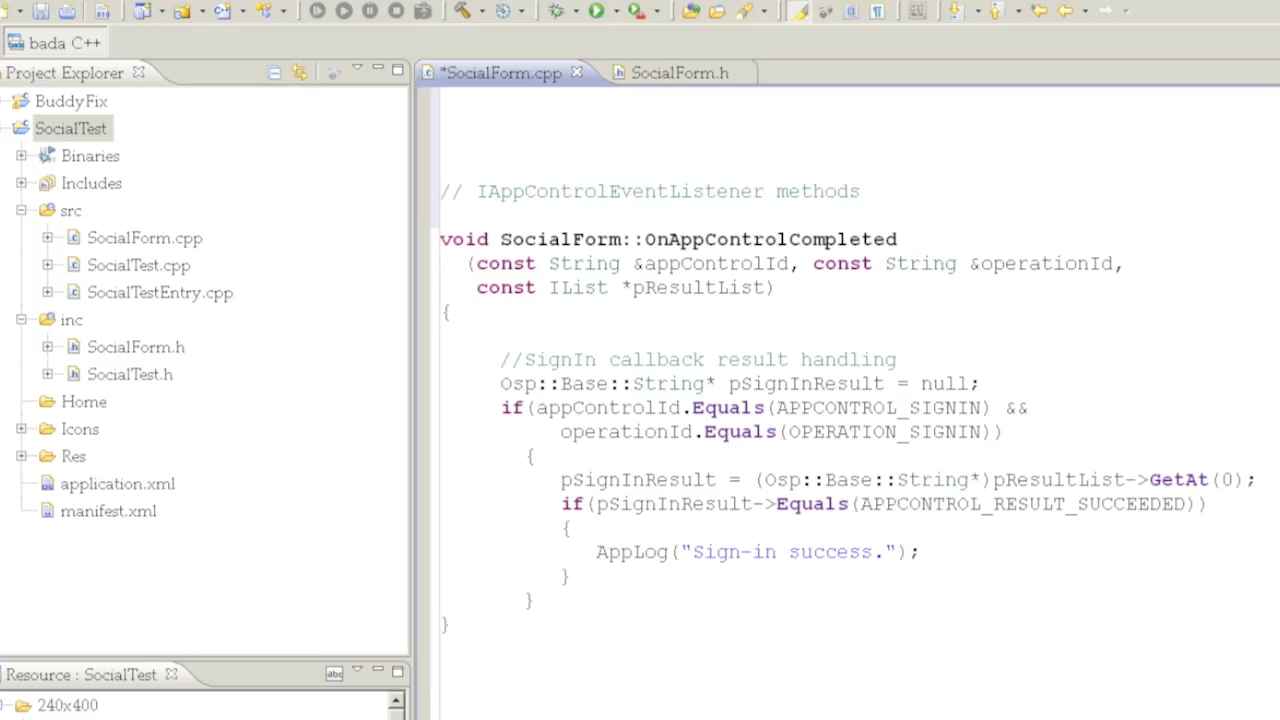 bada C++
Project Explorer
BuddyFix
SocialTest
Binaries
Includes
src
SocialForm.cpp
SocialTest.cpp
SocialTestEntry.cpp
inc
SocialForm.h
SocialTest.h
Home
Icons
Res
application.xml
manifest.xml
Resource : SocialTest
abc
240x400
*SocialForm.cpp
SocialForm.h
// IAppControlEventListener methods
void SocialForm::OnAppControlCompleted
(const String &appControlId, const String &operationId,
const IList *pResultList)
{
//SignIn callback result handling
Osp::Base::String* pSignInResult = null;
if(appControlId.Equals(APPCONTROL_SIGNIN) &&
operationId.Equals(OPERATION_SIGNIN))
{
pSignInResult = (Osp::Base::String*)pResultList->GetAt(0);
if(pSignInResult->Equals(APPCONTROL_RESULT_SUCCEEDED))
{
AppLog("Sign-in success.");
}
}
}